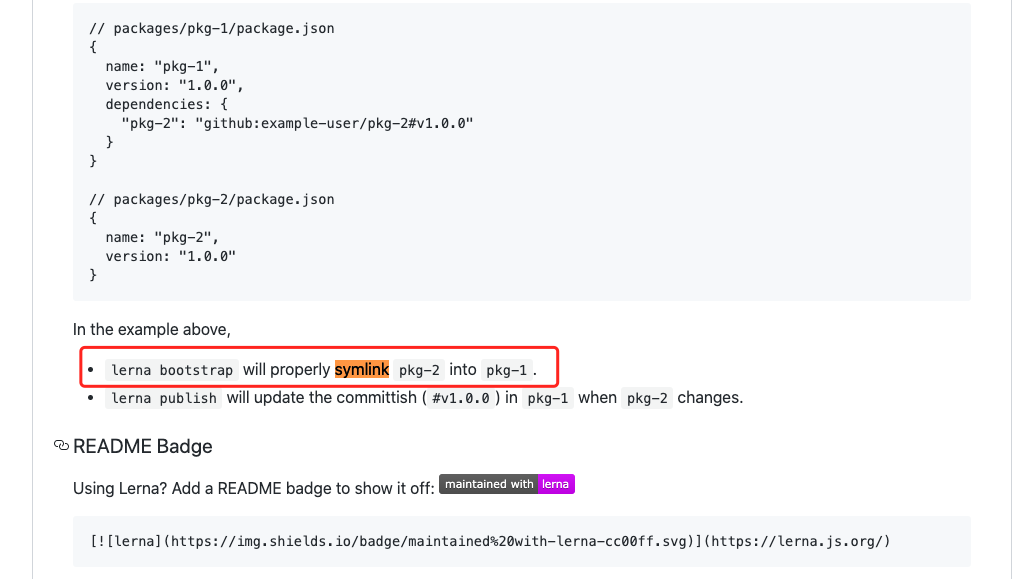 // packages/pkg-1/package.json
{
  name: "pkg-1",
  version: "1.0.0",
  dependencies: {
    "pkg-2": "github:example-user/pkg-2#v1.0.0"
  }
}
// packages/pkg-2/package.json
{
  name: "pkg-2",
  version: "1.0.0"
}
In the example above,
• lerna bootstrap will properly symlink pkg-2 into pkg-1 .
• lerna publish will update the committish ( #v1.0.0 ) in pkg-1 when pkg-2 changes.
README Badge
Using Lerna? Add a README badge to show it off: maintained with lerna
[![lerna](https://img.shields.io/badge/maintained%20with-lerna-cc00ff.svg)](https://lerna.js.org/)